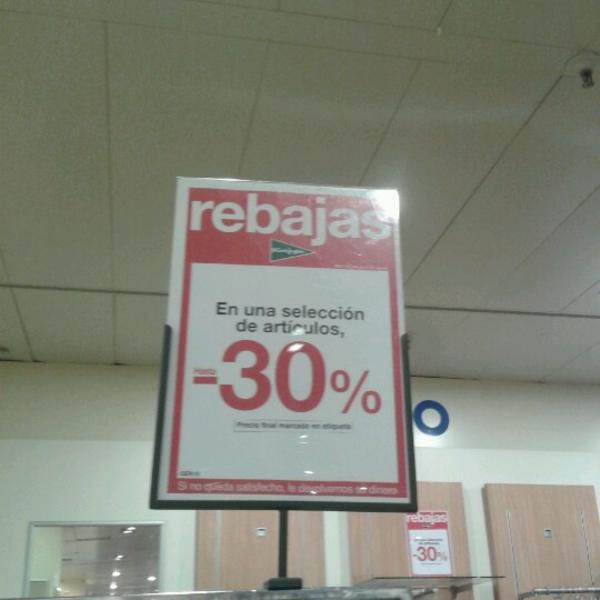 rebajas
En una selección
de artículos,
Hasta
-30%
Precio final marcado en etiqueta
Si no queda satisfecho, le devolvemos su dinero
O
rebajas
-30%